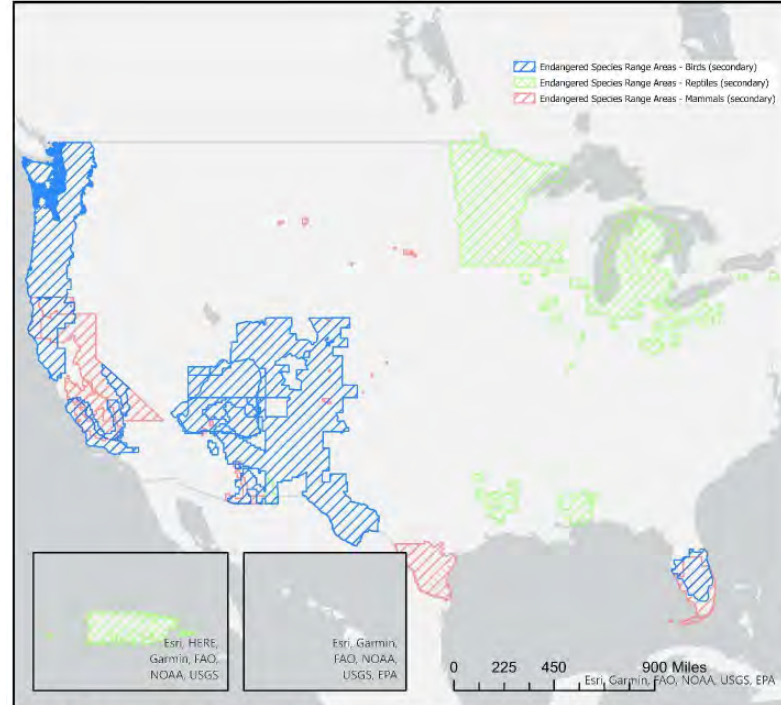 Endangered Species Range Areas - Birds (secondary)
Endangered Species Range Areas - Reptiles (secondary)
Endangered Species Range Areas - Mammals (secondary)
Esri, HERE,
Garmin, FAO,
NOAA, USGS
Esri, Garmin,
FAO, NOAA,
USGS, EPA
0 225 450 900 Miles
Esri, Garmin, FAO, NOAA, USGS, EPA